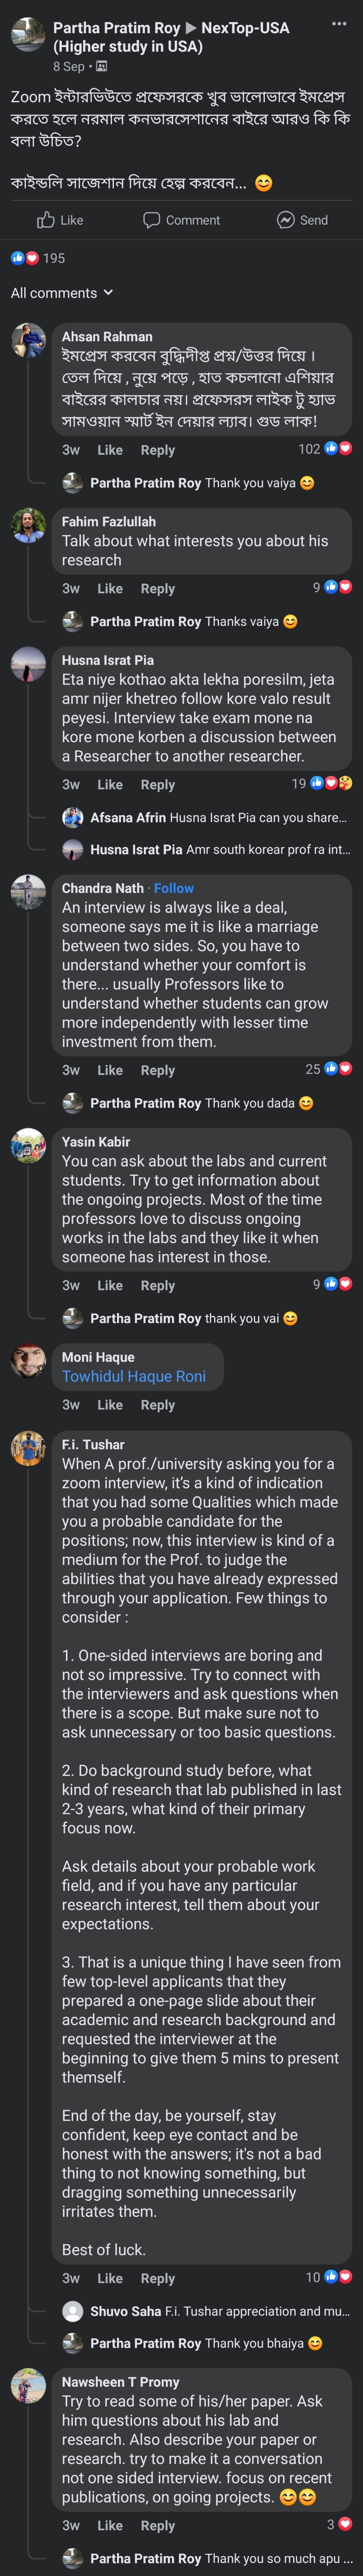 Partha Pratim Roy ▶ NexTop-USA
(Higher study in USA)
8 Sep •
Zoom ইন্টারভিউতে প্রফেসরকে খুব ভালোভাবে ইমপ্রেস
করতে হলে নরমাল কনভারসেশানের বাইরে আরও কি কি
বলা উচিত?
কাইন্ডলি সাজেশান দিয়ে হেল্প করবেন... 😊
Like Comment Send
195
All comments
Ahsan Rahman
ইমপ্রেস করবেন বুদ্ধিদীপ্ত প্রশ্ন/উত্তর দিয়ে ।
তেল দিয়ে , নুয়ে পড়ে , হাত কচলানো এশিয়ার
বাইরের কালচার নয়। প্রফেসরস লাইক টু হ্যাভ
সামওয়ান স্মার্ট ইন দেয়ার ল্যাব। গুড লাক!
3w Like Reply 102
Partha Pratim Roy Thank you vaiya 😊
Fahim Fazlullah
Talk about what interests you about his
research
3w Like Reply 9
Partha Pratim Roy Thanks vaiya 😊
Husna Israt Pia
Eta niye kothao akta lekha poresilm, jeta
amr nijer khetreo follow kore valo result
peyesi. Interview take exam mone na
kore mone korben a discussion between
a Researcher to another researcher.
3w Like Reply 19
Afsana Afrin Husna Israt Pia can you share...
Husna Israt Pia Amr south korear prof ra int...
Chandra Nath · Follow
An interview is always like a deal,
someone says me it is like a marriage
between two sides. So, you have to
understand whether your comfort is
there... usually Professors like to
understand whether students can grow
more independently with lesser time
investment from them.
3w Like Reply 25
Partha Pratim Roy Thank you dada 😊
Yasin Kabir
You can ask about the labs and current
students. Try to get information about
the ongoing projects. Most of the time
professors love to discuss ongoing
works in the labs and they like it when
someone has interest in those.
3w Like Reply 9
Partha Pratim Roy thank you vai 😊
Moni Haque
Towhidul Haque Roni
3w Like Reply
F.i. Tushar
When A prof./university asking you for a
zoom interview, it's a kind of indication
that you had some Qualities which made
you a probable candidate for the
positions; now, this interview is kind of a
medium for the Prof. to judge the
abilities that you have already expressed
through your application. Few things to
consider :
1. One-sided interviews are boring and
not so impressive. Try to connect with
the interviewers and ask questions when
there is a scope. But make sure not to
ask unnecessary or too basic questions.
2. Do background study before, what
kind of research that lab published in last
2-3 years, what kind of their primary
focus now.
Ask details about your probable work
field, and if you have any particular
research interest, tell them about your
expectations.
3. That is a unique thing I have seen from
few top-level applicants that they
prepared a one-page slide about their
academic and research background and
requested the interviewer at the
beginning to give them 5 mins to present
themself.
End of the day, be yourself, stay
confident, keep eye contact and be
honest with the answers; it's not a bad
thing to not knowing something, but
dragging something unnecessarily
irritates them.
Best of luck.
3w Like Reply 10
Shuvo Saha F.i. Tushar appreciation and mu...
Partha Pratim Roy Thank you bhaiya 😊
Nawsheen T Promy
Try to read some of his/her paper. Ask
him questions about his lab and
research. Also describe your paper or
research. try to make it a conversation
not one sided interview. focus on recent
publications, on going projects. 😊😊
3w Like Reply 3
Partha Pratim Roy Thank you so much apu ...